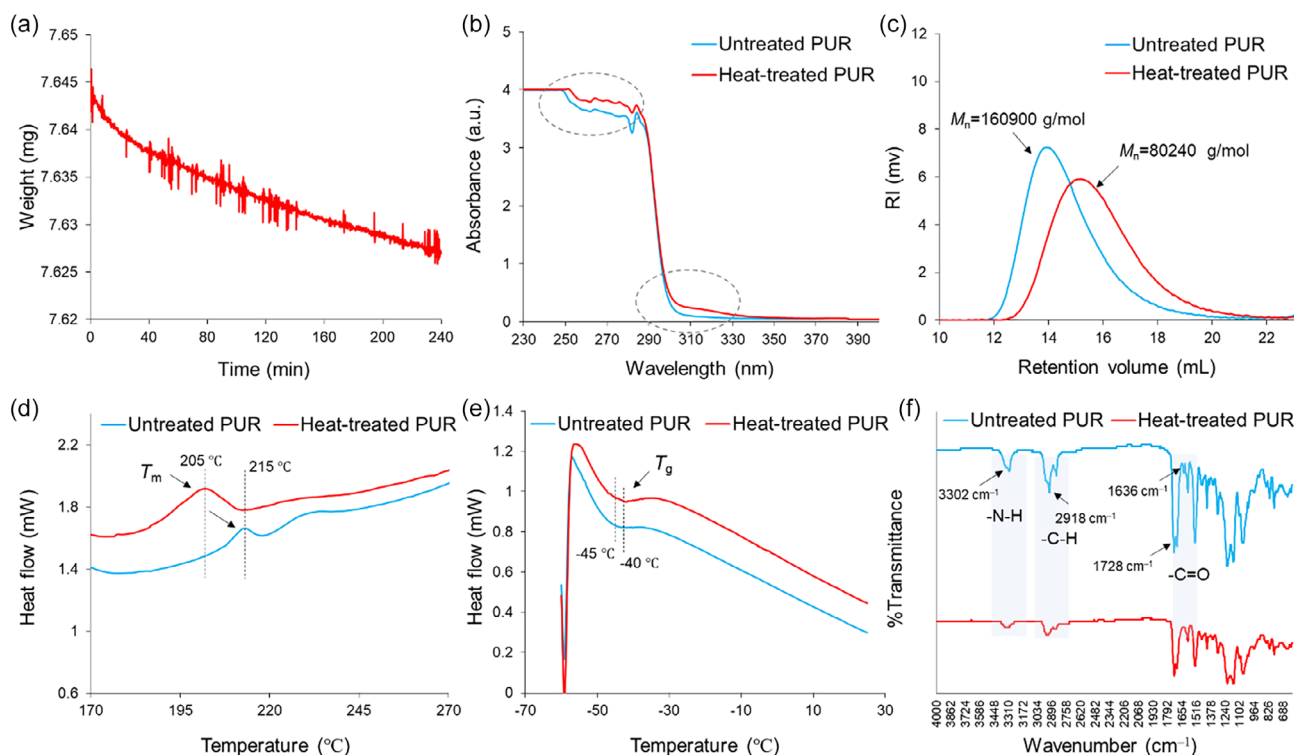 (a)
7.65
7.645
7.64
7.635
7.63
7.625
7.62
Weight (mg)
0 40 80 120 160 200 240
Time (min)
(b)
Untreated PUR
Heat-treated PUR
5
4
3
2
1
0
Absorbance (a.u.)
230 250 270 290 310 330 350 370 390
Wavelength (nm)
(c)
Untreated PUR
Heat-treated PUR
12
10
8
6
4
2
0
RI (mv)
Mn=160900 g/mol
Mn=80240 g/mol
10 12 14 16 18 20 22
Retention volume (mL)
(d)
Untreated PUR Heat-treated PUR
2.2
1.8
1.4
1
0.6
Heat flow (mW)
205 °C
215 °C
Tm
170 195 220 245 270
Temperature (°C)
(e)
Untreated PUR Heat-treated PUR
1.4
1.2
1
0.8
0.6
0.4
0.2
0
Heat flow (mW)
Tg
-45 °C
-40 °C
-70 -50 -30 -10 10 30
Temperature (°C)
(f)
Untreated PUR Heat-treated PUR
%Transmittance
3302 cm⁻¹
-N-H
2918 cm⁻¹
-C-H
1636 cm⁻¹
1728 cm⁻¹
-C=O
4000 3862 3724 3586 3448 3310 3172 3034 2896 2758 2620 2482 2344 2206 2068 1930 1792 1654 1516 1378 1240 1102 964 826 688
Wavenumber (cm⁻¹)